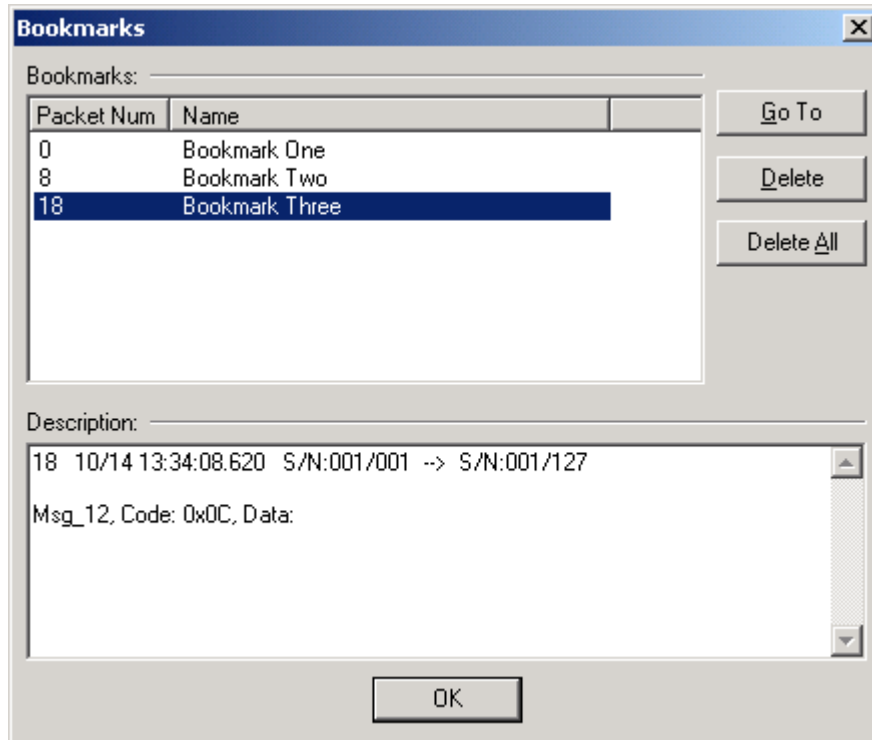 Bookmarks
Bookmarks:
Packet Num Name
0 Bookmark One
8 Bookmark Two
18 Bookmark Three
Go To
Delete
Delete All
Description:
18 10/14 13:34:08.620 S/N:001/001 --> S/N:001/127
Msg_12, Code: 0x0C, Data:
OK